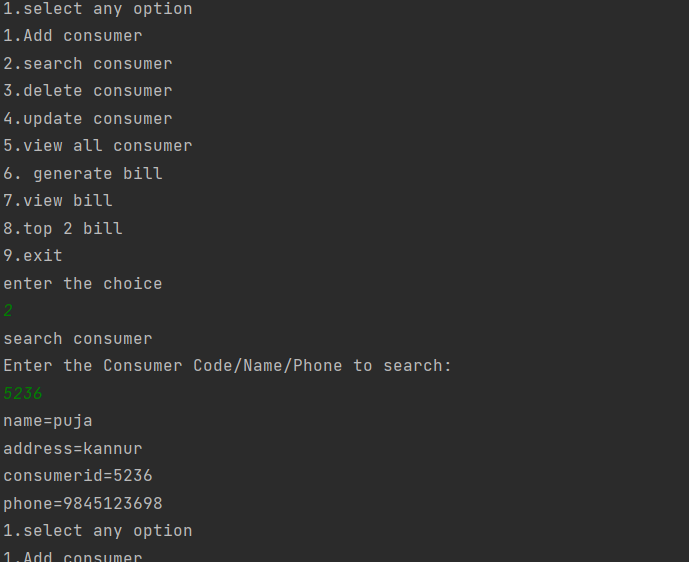 1.select any option
1.Add consumer
2.search consumer
3.delete consumer
4.update consumer
5.view all consumer
6. generate bill
7.view bill
8.top 2 bill
9.exit
enter the choice
2
search consumer
Enter the Consumer Code/Name/Phone to search:
5236
name=puja
address=kannur
consumerid=5236
phone=9845123698
1.select any option
1.Add consumer